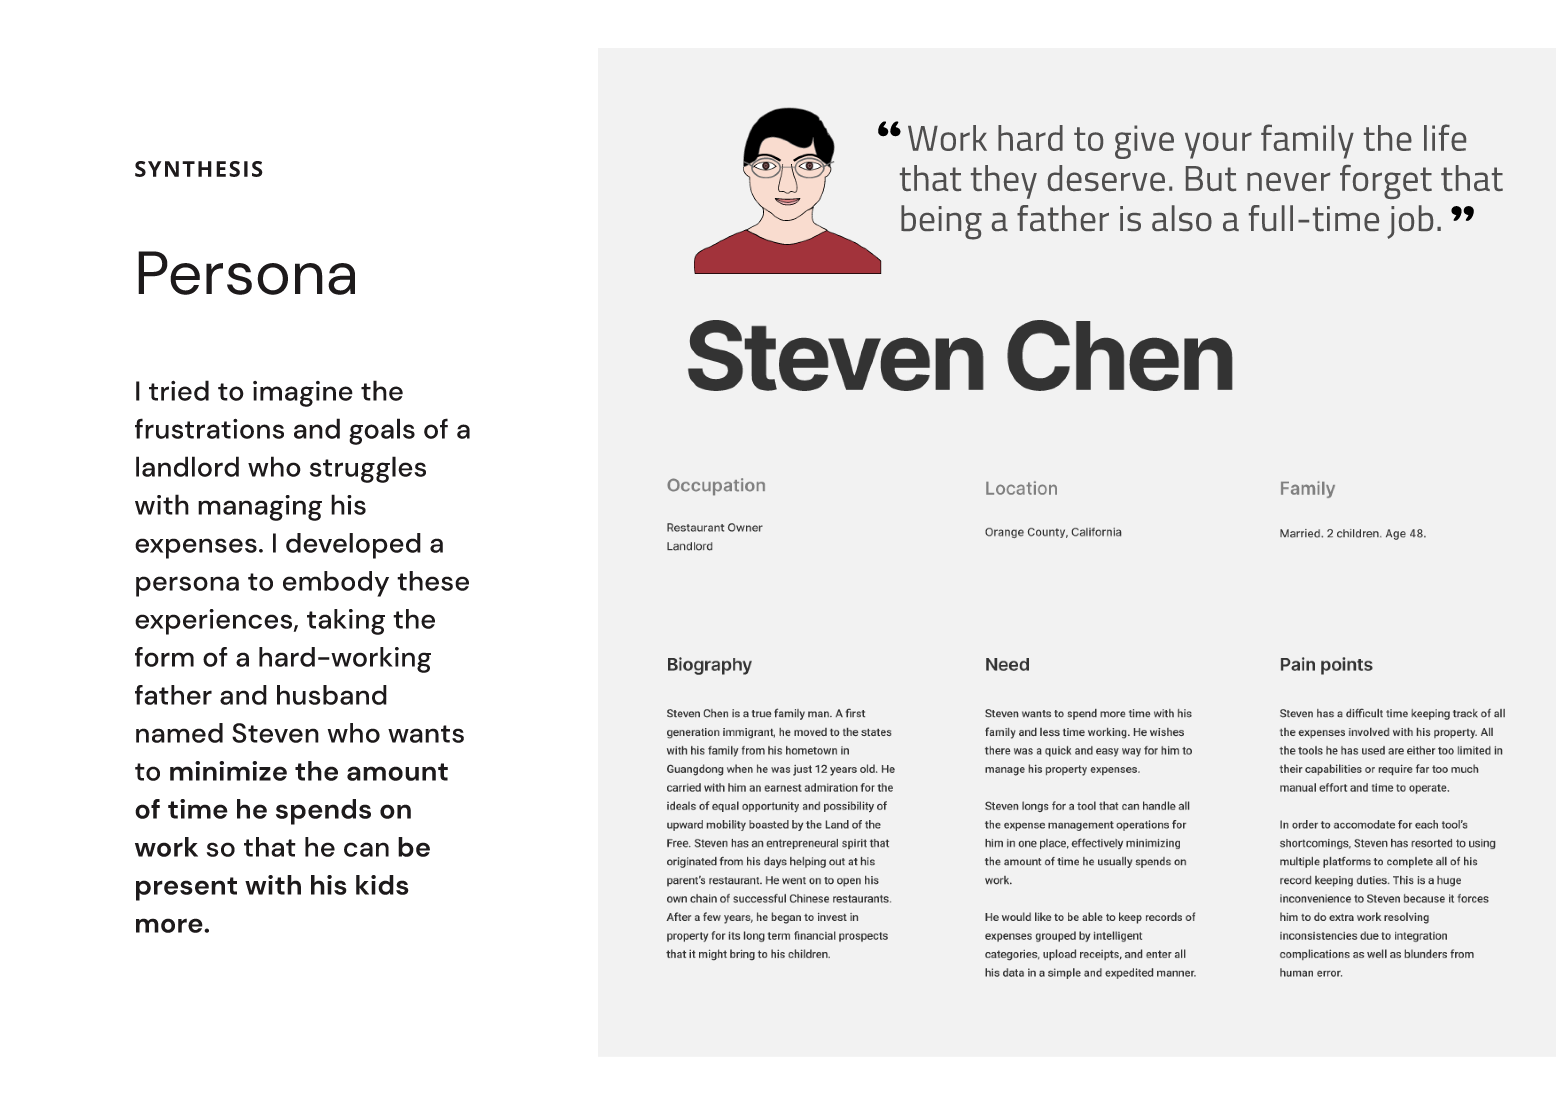 SYNTHESIS
Persona
I tried to imagine the
frustrations and goals of a
landlord who struggles
with managing his
expenses. I developed a
persona to embody these
experiences, taking the
form of a hard-working
father and husband
named Steven who wants
to minimize the amount
of time he spends on
work so that he can be
present with his kids
more.
“Work hard to give your family the life
that they deserve. But never forget that
being a father is also a full-time job.”
Steven Chen
Occupation
Restaurant Owner
Landlord
Location
Orange County, California
Family
Married. 2 children. Age 48.
Biography
Steven Chen is a true family man. A first
generation immigrant, he moved to the states
with his family from his hometown in
Guangdong when he was just 12 years old. He
carried with him an earnest admiration for the
ideals of equal opportunity and possibility of
upward mobility boasted by the Land of the
Free. Steven has an entrepreneurial spirit that
originated from his days helping out at his
parent's restaurant. He went on to open his
own chain of successful Chinese restaurants.
After a few years, he began to invest in
property for its long term financial prospects
that it might bring to his children.
Need
Steven wants to spend more time with his
family and less time working. He wishes
there was a quick and easy way for him to
manage his property expenses.
Steven longs for a tool that can handle all
the expense management operations for
him in one place, effectively minimizing
the amount of time he usually spends on
work.
He would like to be able to keep records of
expenses grouped by intelligent
categories, upload receipts, and enter all
his data in a simple and expedited manner.
Pain points
Steven has a difficult time keeping track of all
the expenses involved with his property. All
the tools he has used are either too limited in
their capabilities or require far too much
manual effort and time to operate.
In order to accomodate for each tool's
shortcomings, Steven has resorted to using
multiple platforms to complete all of his
record keeping duties. This is a huge
inconvenience to Steven because it forces
him to do extra work resolving
inconsistencies due to integration
complications as well as blunders from
human error.